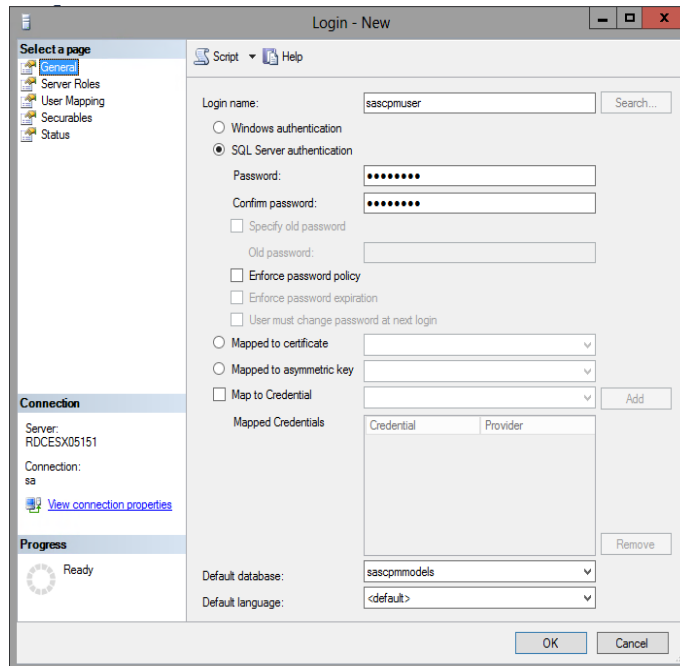 Login - New
Select a page
General
Server Roles
User Mapping
Securables
Status
Script Help
Login name: sascpmuser Search...
Windows authentication
SQL Server authentication
Password: ●●●●●●●●
Confirm password: ●●●●●●●●
Specify old password
Old password:
Enforce password policy
Enforce password expiration
User must change password at next login
Mapped to certificate
Mapped to asymmetric key
Map to Credential Add
Mapped Credentials Credential Provider
Remove
Default database: sascpmmodels
Default language: <default>
Connection
Server:
RDCESX05151
Connection:
sa
View connection properties
Progress
Ready
OK Cancel